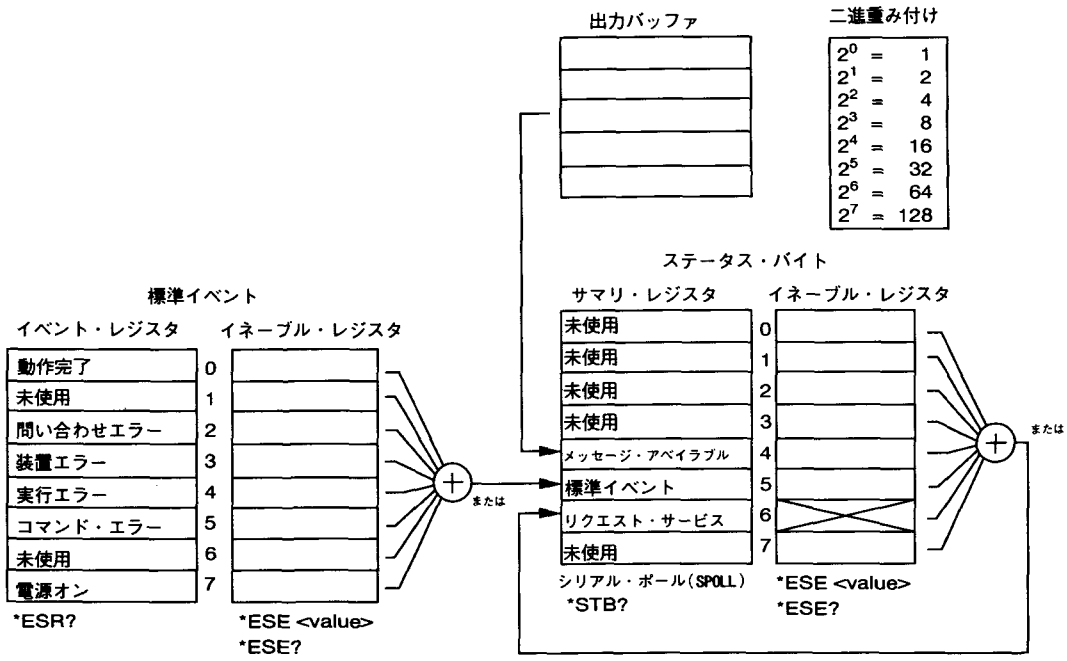 出力バッファ
二進重み付け
2⁰ = 1
2¹ = 2
2² = 4
2³ = 8
2⁴ = 16
2⁵ = 32
2⁶ = 64
2⁷ = 128
ステータス・バイト
サマリ・レジスタ
イネーブル・レジスタ
未使用 0
未使用 1
未使用 2
未使用 3
メッセージ・アベイラブル 4
標準イベント 5
リクエスト・サービス 6
未使用 7
+
または
シリアル・ポール(SPOLL)
*STB?
*ESE <value>
*ESE?
標準イベント
イベント・レジスタ
イネーブル・レジスタ
動作完了 0
未使用 1
問い合わせエラー 2
装置エラー 3
実行エラー 4
コマンド・エラー 5
未使用 6
電源オン 7
+
または
*ESR?
*ESE <value>
*ESE?